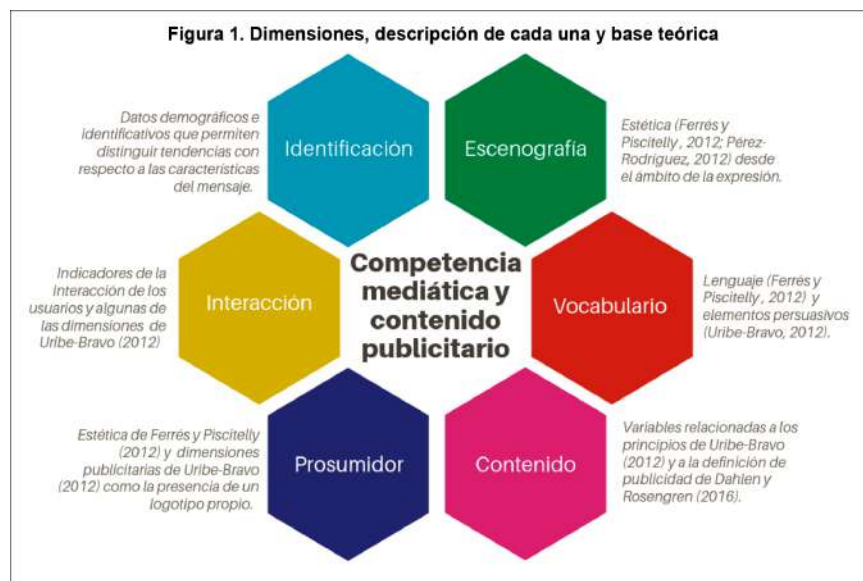 Figura 1. Dimensiones, descripción de cada una y base teórica
Datos demográficos e
identificativos que permiten
distinguir tendencias con
respecto a las características
del mensaje.
Identificación
Escenografía
Estética (Ferrés y
Piscitelly, 2012; Pérez-
Rodríguez, 2012) desde
el ámbito de la expresión.
Indicadores de la
Interacción de los
usuarios y algunas de
las dimensiones de
Uribe-Bravo (2012)
Interacción
Competencia
mediática y
contenido
publicitario
Vocabulario
Lenguaje (Ferrés y
Piscitelly, 2012) y
elementos persuasivos
(Uribe-Bravo, 2012).
Estética de Ferrés y Piscitelly
(2012) y dimensiones
publicitarias de Uribe-Bravo
(2012) como la presencia de un
logotipo propio.
Prosumidor
Contenido
Variables relacionadas a los
principios de Uribe-Bravo
(2012) y a la definición de
publicidad de Dahlen y
Rosengren (2016).